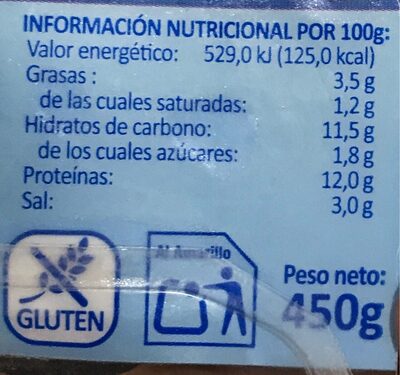 INFORMACIÓN NUTRICIONAL POR 100g:
Valor energético: 529,0 kJ (125,0 kcal)
Grasas : 3,5 g
de las cuales saturadas: 1,2 g
Hidratos de carbono: 11,5 g
de los cuales azúcares: 1,8 g
Proteínas: 12,0 g
Sal: 3,0 g
Al Amarillo
Peso neto:
450g
GLUTEN